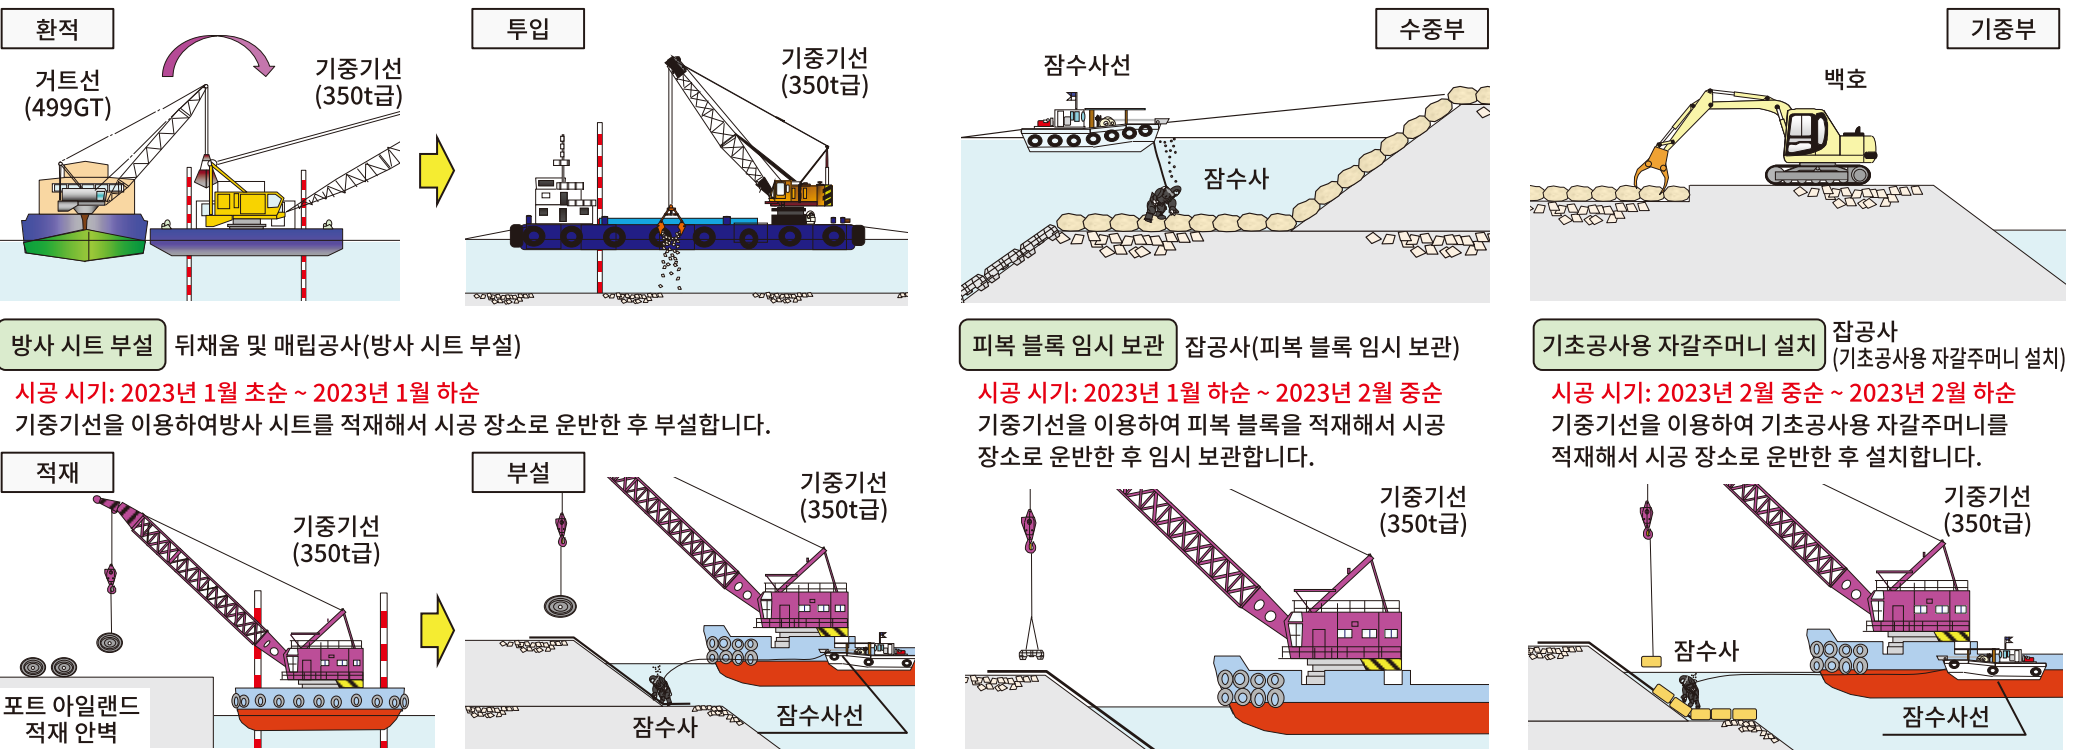 환적
거트선
(499GT)
기중기선
(350t급)
투입
기중기선
(350t급)
수중부
잠수사선
잠수사
기중부
백호
방사 시트 부설 뒤채움 및 매립공사(방사 시트 부설)
시공 시기: 2023년 1월 초순 ~ 2023년 1월 하순
기중기선을 이용하여방사 시트를 적재해서 시공 장소로 운반한 후 부설합니다.
적재
기중기선
(350t급)
포트 아일랜드
적재 안벽
부설
기중기선
(350t급)
잠수사
잠수사선
피복 블록 임시 보관 잡공사(피복 블록 임시 보관)
시공 시기: 2023년 1월 하순 ~ 2023년 2월 중순
기중기선을 이용하여 피복 블록을 적재해서 시공
장소로 운반한 후 임시 보관합니다.
기중기선
(350t급)
기초공사용 자갈주머니 설치 잡공사
(기초공사용 자갈주머니 설치)
시공 시기: 2023년 2월 중순 ~ 2023년 2월 하순
기중기선을 이용하여 기초공사용 자갈주머니를
적재해서 시공 장소로 운반한 후 설치합니다.
기중기선
(350t급)
잠수사
잠수사선